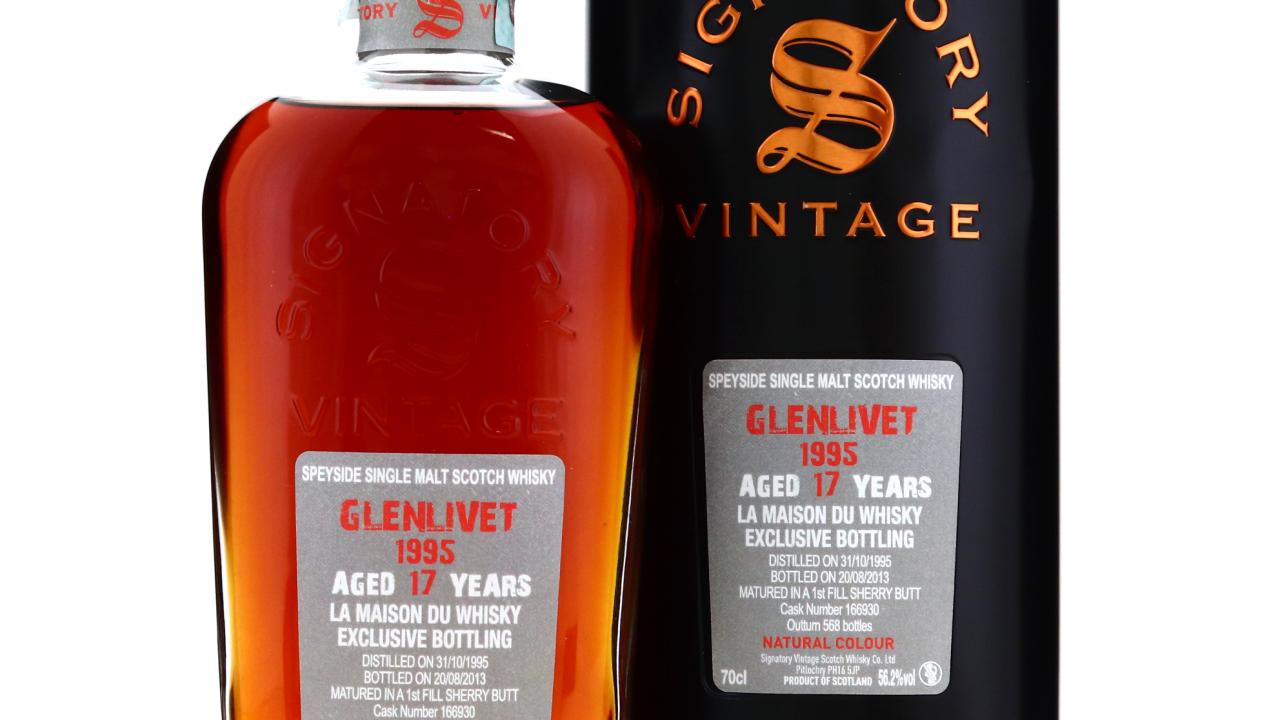 TORY S VI
SIGNATORY
VINTAGE
SPEYSIDE SINGLE MALT SCOTCH WHISKY
GLENLIVET
1995
AGED 17 YEARS
LA MAISON DU WHISKY
EXCLUSIVE BOTTLING
DISTILLED ON 31/10/1995
BOTTLED ON 20/08/2013
MATURED IN A 1st FILL SHERRY BUTT
Cask Number 166930
SIGNATORY
S
VINTAGE
SPEYSIDE SINGLE MALT SCOTCH WHISKY
GLENLIVET
1995
AGED 17 YEARS
LA MAISON DU WHISKY
EXCLUSIVE BOTTLING
DISTILLED ON 31/10/1995
BOTTLED ON 20/08/2013
MATURED IN A 1st FILL SHERRY BUTT
Cask Number 166930
Outturn 568 bottles
NATURAL COLOUR
Signatory Vintage Scotch Whisky Co. Ltd
Pitlochry PH16 5JP
70cl PRODUCT OF SCOTLAND 56.2%vol